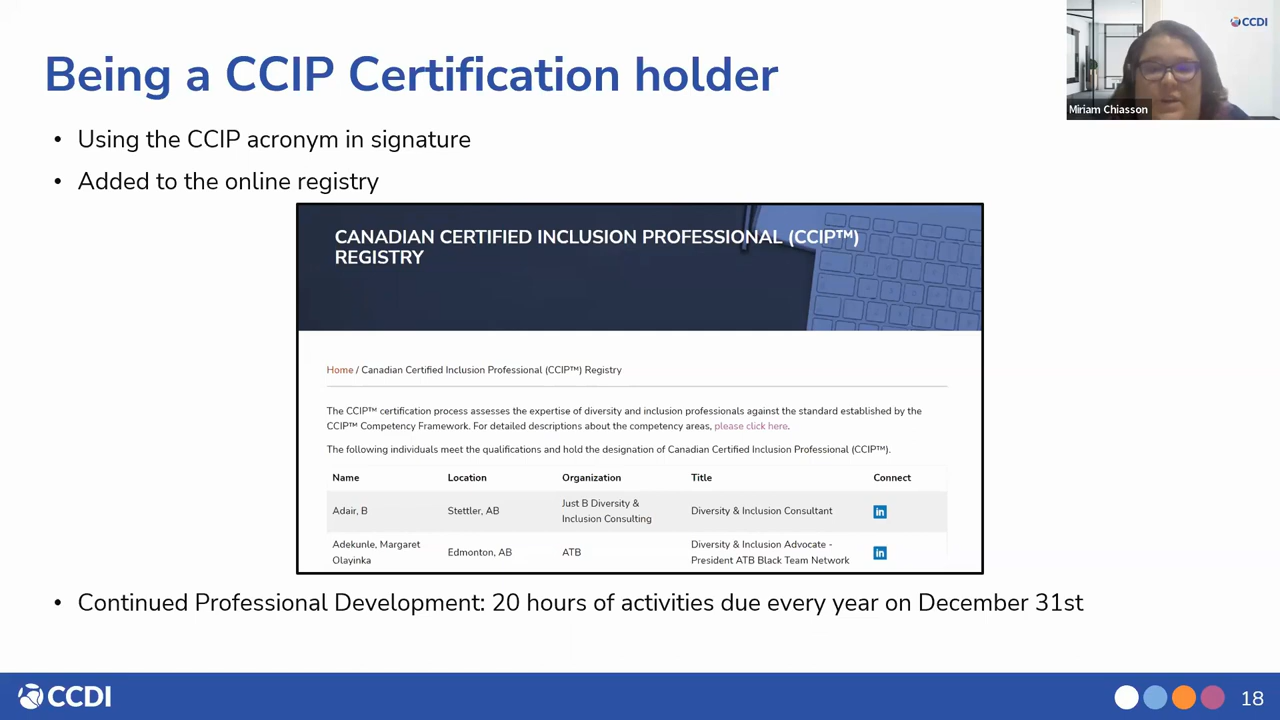 Being a CCIP Certification holder
CCDI
Miriam Chiasson
• Using the CCIP acronym in signature
• Added to the online registry
CANADIAN CERTIFIED INCLUSION PROFESSIONAL (CCIP™)
REGISTRY
Home / Canadian Certified Inclusion Professional (CCIP™) Registry
The CCIP™ certification process assesses the expertise of diversity and inclusion professionals against the standard established by the
CCIP™ Competency Framework. For detailed descriptions about the competency areas, please click here.
The following individuals meet the qualifications and hold the designation of Canadian Certified Inclusion Professional (CCIP™).
Name Location Organization Title Connect
Adair, B Stettler, AB Just B Diversity & Inclusion Consulting Diversity & Inclusion Consultant in
Adekunle, Margaret Olayinka Edmonton, AB ATB Diversity & Inclusion Advocate - President ATB Black Team Network in
• Continued Professional Development: 20 hours of activities due every year on December 31st
CCDI
18